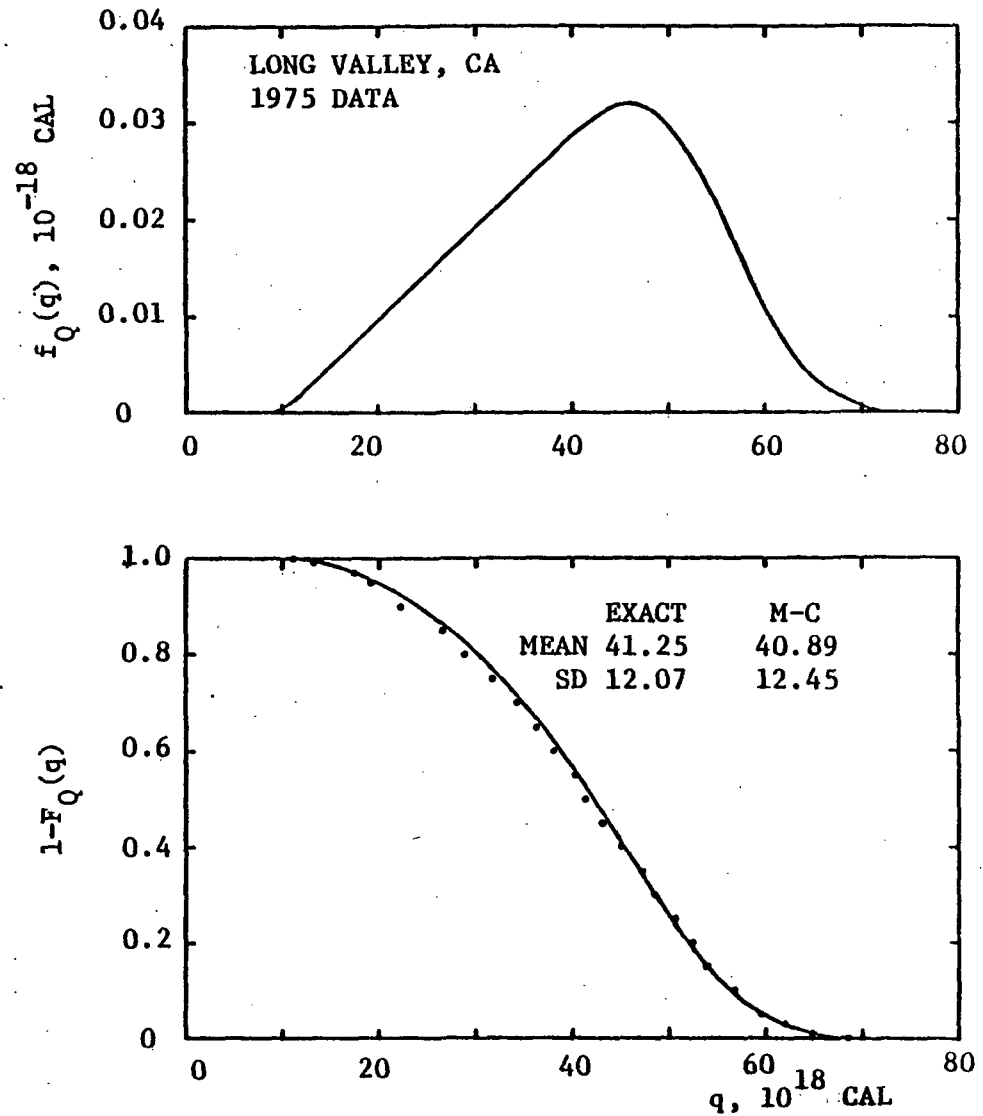 0.04
LONG VALLEY, CA
1975 DATA
0.03
0.02
0.01
0
f_Q(q), 10^-18 CAL
0 20 40 60 80
1.0
EXACT M-C
MEAN 41.25 40.89
SD 12.07 12.45
0.8
0.6
0.4
0.2
0
1-F_Q(q)
0 20 40 60 80
q, 10^18 CAL